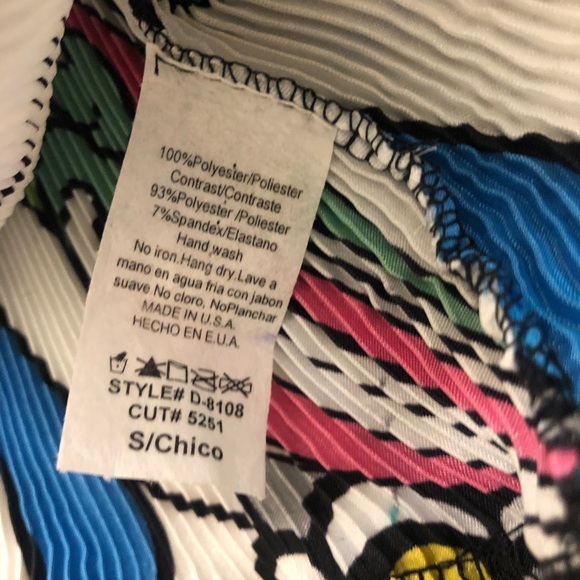 100%Polyester/Poliester
Contrast/Contraste
93%Polyester /Poliester
7%Spandex/Elastano
Hand,wash
No iron.Hang dry.Lave a
mano en agua fria con jabon
suave No cloro, NoPlanchar
MADE IN U.S.A.
HECHO EN E.U.A.
STYLE# D-8108
CUT# 5251
S/Chico